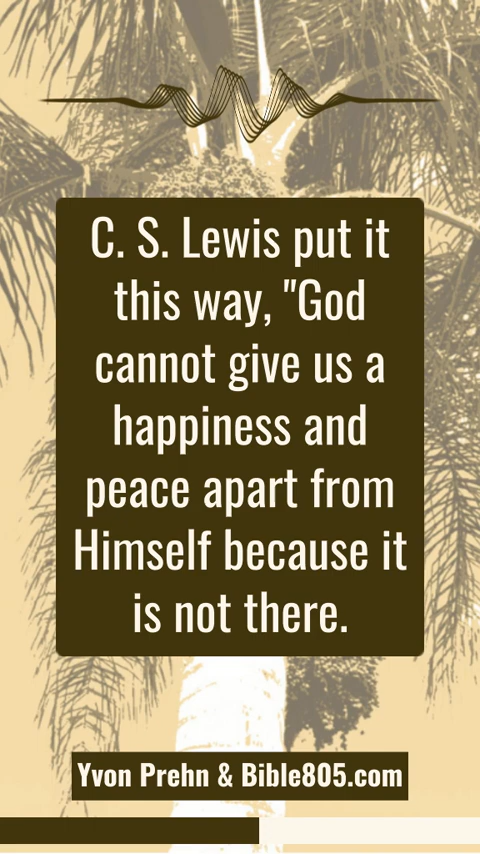 C. S. Lewis put it
this way, "God
cannot give us a
happiness and
peace apart from
Himself because it
is not there.
Yvon Prehn & Bible805.com